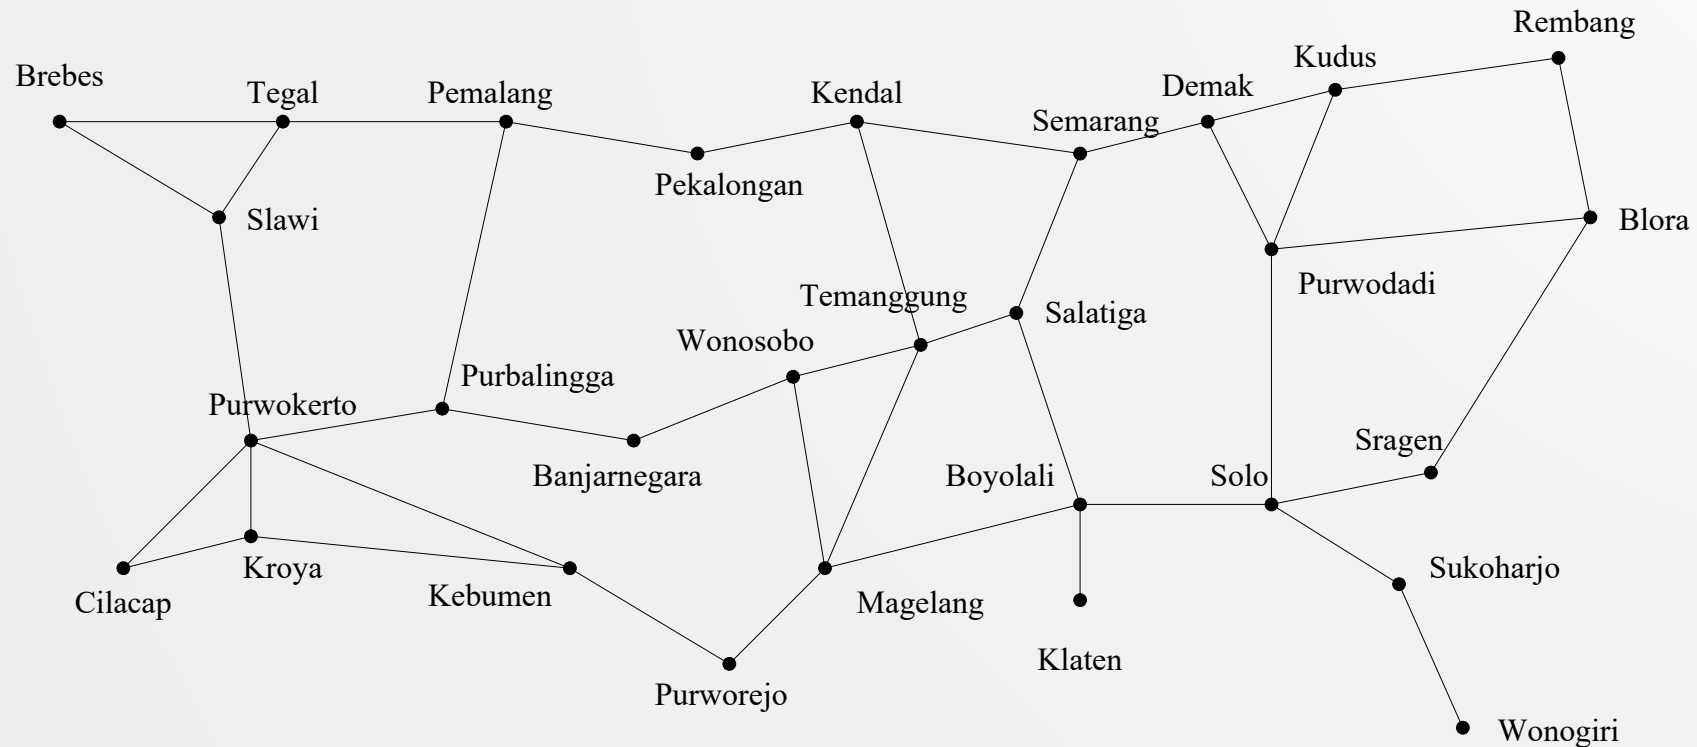 Rembang
Kudus
Brebes
Demak
Tegal
Pemalang
Kendal
Semarang
Pekalongan
Slawi
Blora
Purwodadi
Temanggung
Salatiga
Wonosobo
Purbalingga
Purwokerto
Sragen
Banjarnegara
Boyolali
Solo
Kroya
Sukoharjo
Cilacap
Kebumen
Magelang
Klaten
Purworejo
Wonogiri